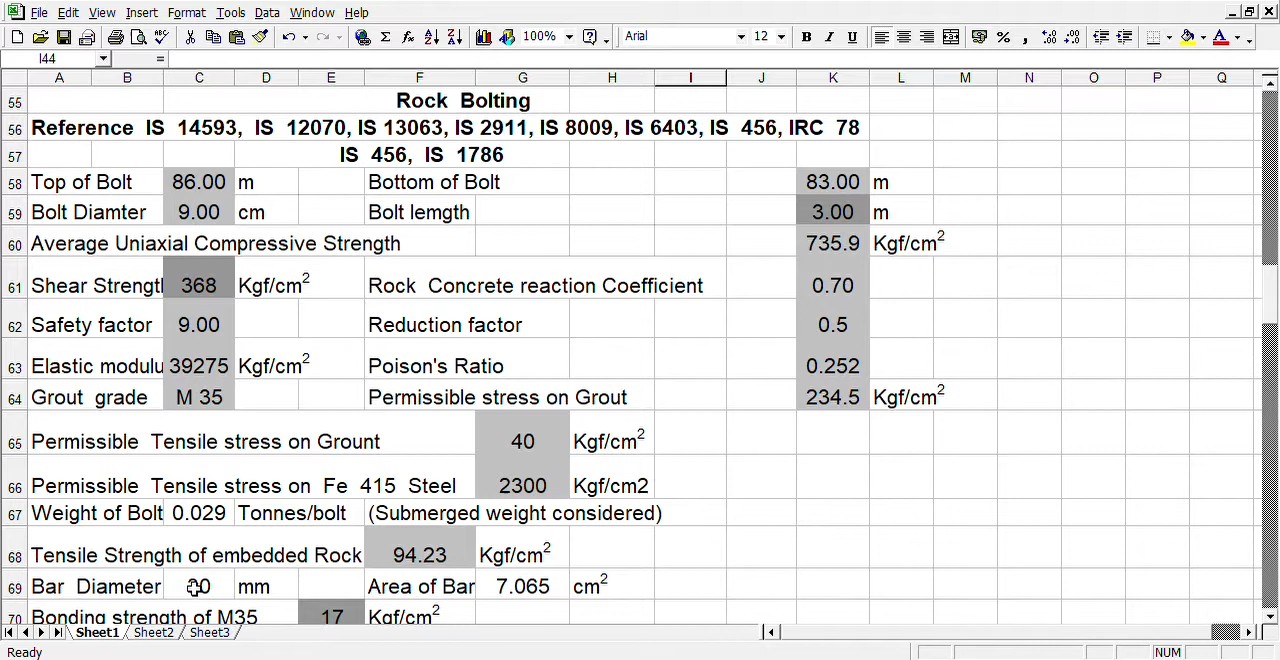 File Edit View Insert Format Tools Data Window Help
100% Arial 12 B I U
I44 =
A B C D E F G H I J K L M N O P Q
55 Rock Bolting
56 Reference IS 14593, IS 12070, IS 13063, IS 2911, IS 8009, IS 6403, IS 456, IRC 78
57 IS 456, IS 1786
58 Top of Bolt 86.00 m Bottom of Bolt 83.00 m
59 Bolt Diamter 9.00 cm Bolt lemgth 3.00 m
60 Average Uniaxial Compressive Strength 735.9 Kgf/cm2
61 Shear Strength 368 Kgf/cm2 Rock Concrete reaction Coefficient 0.70
62 Safety factor 9.00 Reduction factor 0.5
63 Elastic modulu 39275 Kgf/cm2 Poison's Ratio 0.252
64 Grout grade M 35 Permissible stress on Grout 234.5 Kgf/cm2
65 Permissible Tensile stress on Grount 40 Kgf/cm2
66 Permissible Tensile stress on Fe 415 Steel 2300 Kgf/cm2
67 Weight of Bolt 0.029 Tonnes/bolt (Submerged weight considered)
68 Tensile Strength of embedded Rock 94.23 Kgf/cm2
69 Bar Diameter mm Area of Bar 7.065 cm2
70 Bonding strength of M35 17 Kgf/cm2
Sheet1 Sheet2 Sheet3
Ready NUM